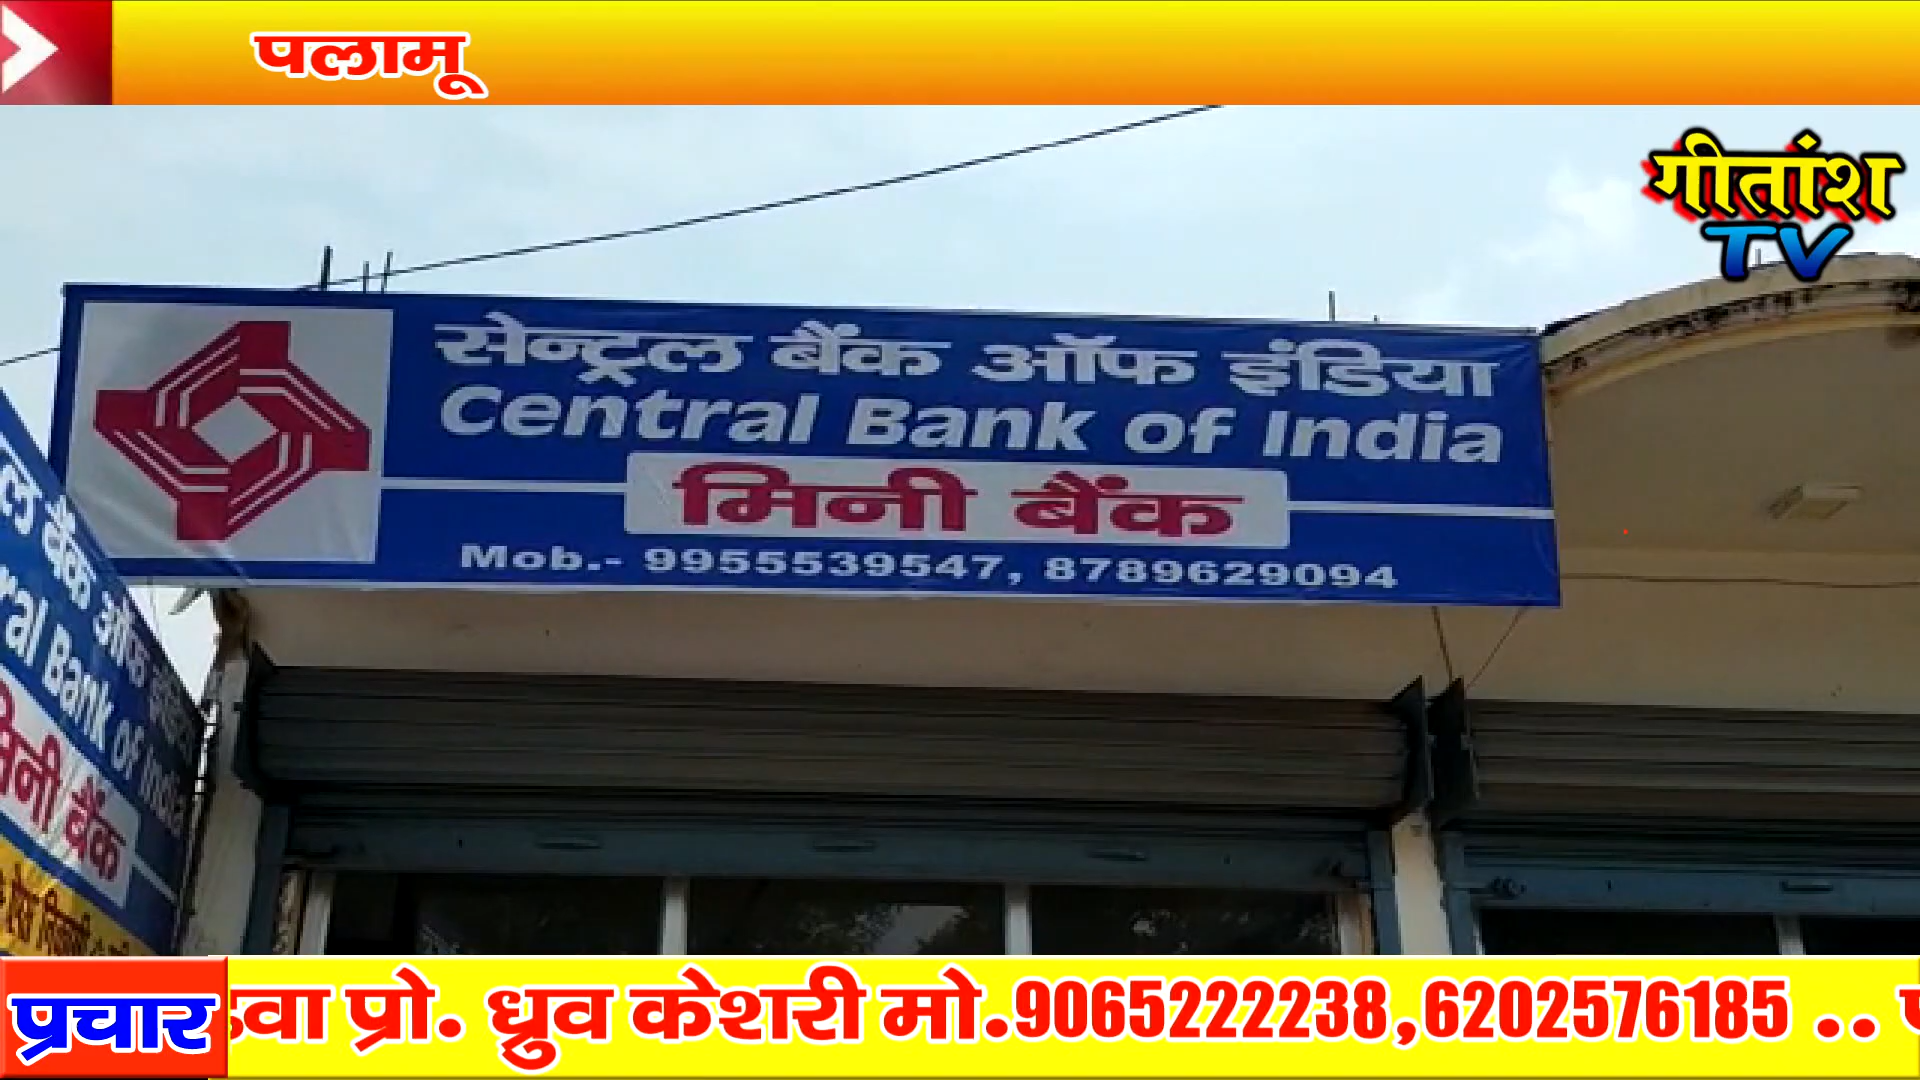 पलामू
गीतांश
TV
सेन्ट्रल बैंक ऑफ इंडिया
Central Bank of India
मिनी बैंक
Mob.- 9955539547, 8789629094
बैंक ऑफ
ral Bank of India
मिनी बैंक
प्रचार
वा प्रो. ध्रुव केशरी मो.9065222238,6202576185 ..